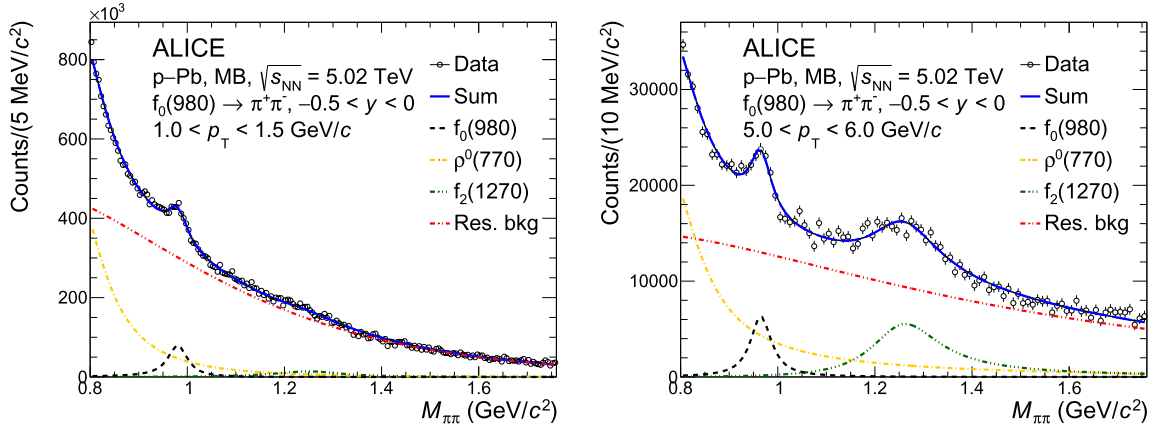 ×10³
800
600
400
200
0
Counts/(5 MeV/c²)
ALICE
p–Pb, MB, √s_NN = 5.02 TeV
f₀(980) → π⁺π⁻, −0.5 < y < 0
1.0 < p_T < 1.5 GeV/c
Data
Sum
f₀(980)
ρ⁰(770)
f₂(1270)
Res. bkg
0.8 1 1.2 1.4 1.6
M_ππ (GeV/c²)
30000
20000
10000
0
Counts/(10 MeV/c²)
ALICE
p–Pb, MB, √s_NN = 5.02 TeV
f₀(980) → π⁺π⁻, −0.5 < y < 0
5.0 < p_T < 6.0 GeV/c
Data
Sum
f₀(980)
ρ⁰(770)
f₂(1270)
Res. bkg
0.8 1 1.2 1.4 1.6
M_ππ (GeV/c²)